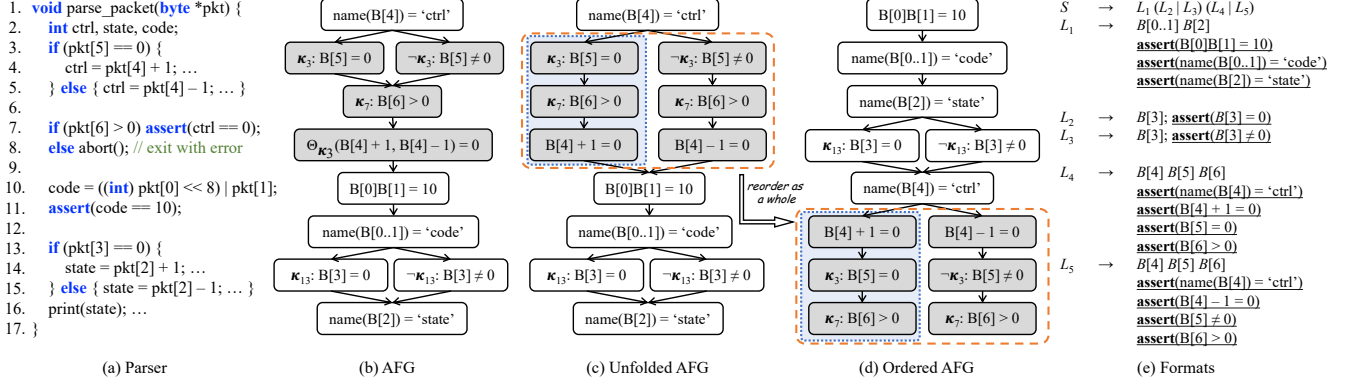 1. void parse_packet(byte *pkt) {
2. int ctrl, state, code;
3. if (pkt[5] == 0) {
4. ctrl = pkt[4] + 1; …
5. } else { ctrl = pkt[4] – 1; … }
6.
7. if (pkt[6] > 0) assert(ctrl == 0);
8. else abort(); // exit with error
9.
10. code = ((int) pkt[0] << 8) | pkt[1];
11. assert(code == 10);
12.
13. if (pkt[3] == 0) {
14. state = pkt[2] + 1; …
15. } else { state = pkt[2] – 1; … }
16. print(state); …
17. }
(a) Parser
name(B[4]) = ‘ctrl’
κ3: B[5] = 0
¬κ3: B[5] ≠ 0
κ7: B[6] > 0
Θκ3(B[4] + 1, B[4] – 1) = 0
B[0]B[1] = 10
name(B[0..1]) = ‘code’
κ13: B[3] = 0
¬κ13: B[3] ≠ 0
name(B[2]) = ‘state’
(b) AFG
name(B[4]) = ‘ctrl’
κ3: B[5] = 0
¬κ3: B[5] ≠ 0
κ7: B[6] > 0
κ7: B[6] > 0
B[4] + 1 = 0
B[4] – 1 = 0
B[0]B[1] = 10
name(B[0..1]) = ‘code’
κ13: B[3] = 0
¬κ13: B[3] ≠ 0
name(B[2]) = ‘state’
(c) Unfolded AFG
reorder as
a whole
B[0]B[1] = 10
name(B[0..1]) = ‘code’
name(B[2]) = ‘state’
κ13: B[3] = 0
¬κ13: B[3] ≠ 0
name(B[4]) = ‘ctrl’
B[4] + 1 = 0
B[4] – 1 = 0
κ3: B[5] = 0
¬κ3: B[5] ≠ 0
κ7: B[6] > 0
κ7: B[6] > 0
(d) Ordered AFG
S → L1 (L2 | L3) (L4 | L5)
L1 → B[0..1] B[2]
assert(B[0]B[1] = 10)
assert(name(B[0..1]) = ‘code’)
assert(name(B[2]) = ‘state’)
L2 → B[3]; assert(B[3] = 0)
L3 → B[3]; assert(B[3] ≠ 0)
L4 → B[4] B[5] B[6]
assert(name(B[4]) = ‘ctrl’)
assert(B[4] + 1 = 0)
assert(B[5] = 0)
assert(B[6] > 0)
L5 → B[4] B[5] B[6]
assert(name(B[4]) = ‘ctrl’)
assert(B[4] – 1 = 0)
assert(B[5] ≠ 0)
assert(B[6] > 0)
(e) Formats